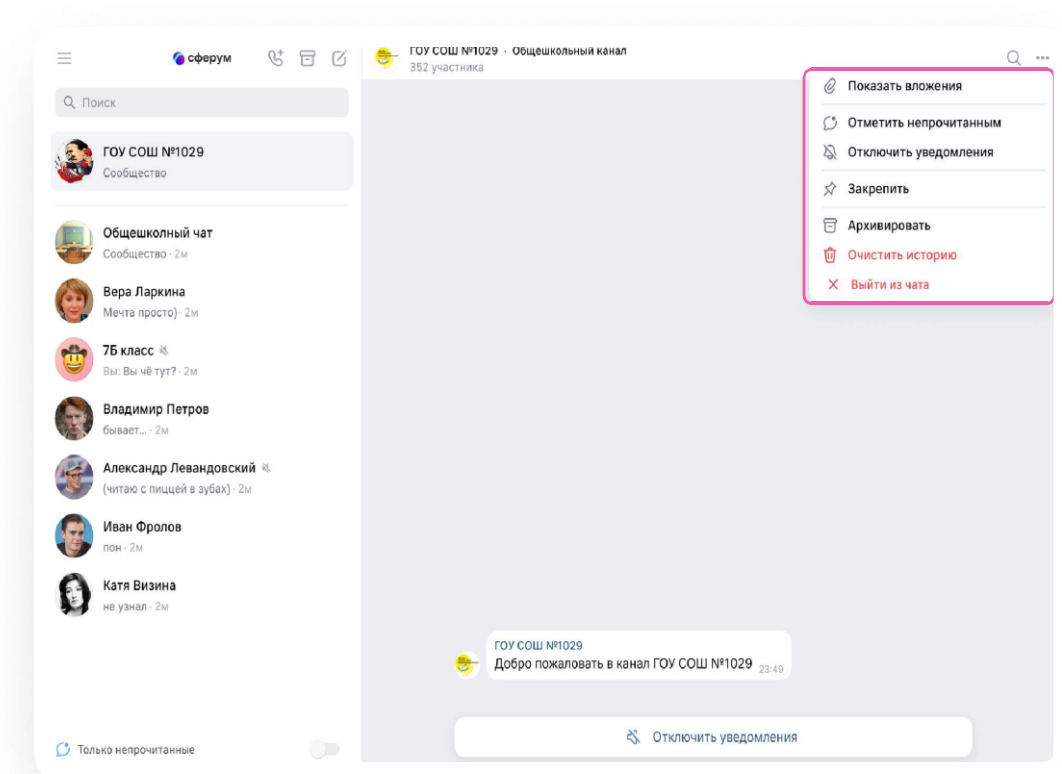 сферум
Поиск
ГОУ СОШ №1029
Сообщество
Общешколный чат
Сообщество · 2м
Вера Ларкина
Мечта просто) · 2м
7Б класс
Вы: Вы чё тут? · 2м
Владимир Петров
бывает... · 2м
Александр Левандовский
(читаю с пиццей в зубах) · 2м
Иван Фролов
пон · 2м
Катя Визина
не узнал · 2м
Только непрочитанные
ГОУ СОШ №1029 · Общешкольный канал
352 участника
Показать вложения
Отметить непрочитанным
Отключить уведомления
Закрепить
Архивировать
Очистить историю
Выйти из чата
ГОУ СОШ №1029
Добро пожаловать в канал ГОУ СОШ №1029 23:49
Отключить уведомления